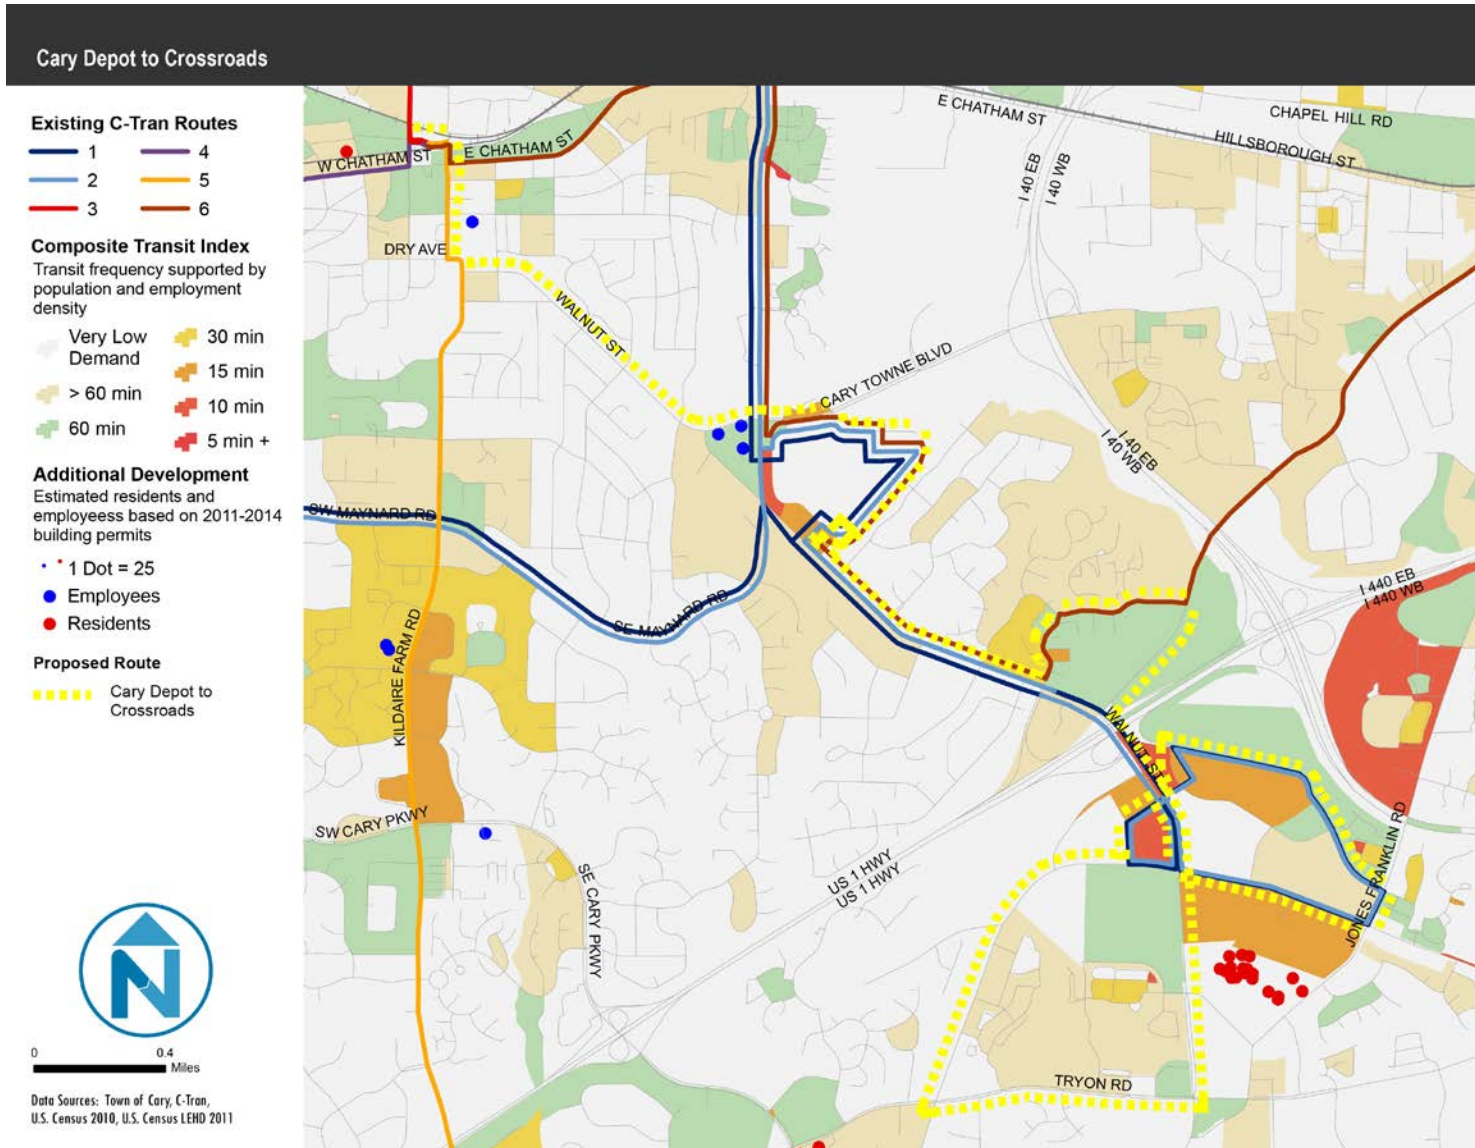 Cary Depot to Crossroads
Existing C-Tran Routes
1
4
2
5
3
6
Composite Transit Index
Transit frequency supported by
population and employment
density
Very Low
Demand
30 min
> 60 min
15 min
60 min
10 min
5 min +
Additional Development
Estimated residents and
employeess based on 2011-2014
building permits
1 Dot = 25
Employees
Residents
Proposed Route
Cary Depot to
Crossroads
N
0
0.4
Miles
Data Sources: Town of Cary, C-Tran,
U.S. Census 2010, U.S. Census LEHD 2011
E CHATHAM ST
CHAPEL HILL RD
HILLSBOROUGH ST
W CHATHAM ST
E CHATHAM ST
I 40 EB
I 40 WB
DRY AVE
WALNUT ST
CARY TOWNE BLVD
I 40 EB
I 40 WB
SW MAYNARD RD
SE MAYNARD RD
I 440 EB
I 440 WB
KILDAIRE FARM RD
WALNUT ST
SW CARY PKWY
SE CARY PKWY
US 1 HWY
US 1 HWY
JONES FRANKLIN RD
TRYON RD